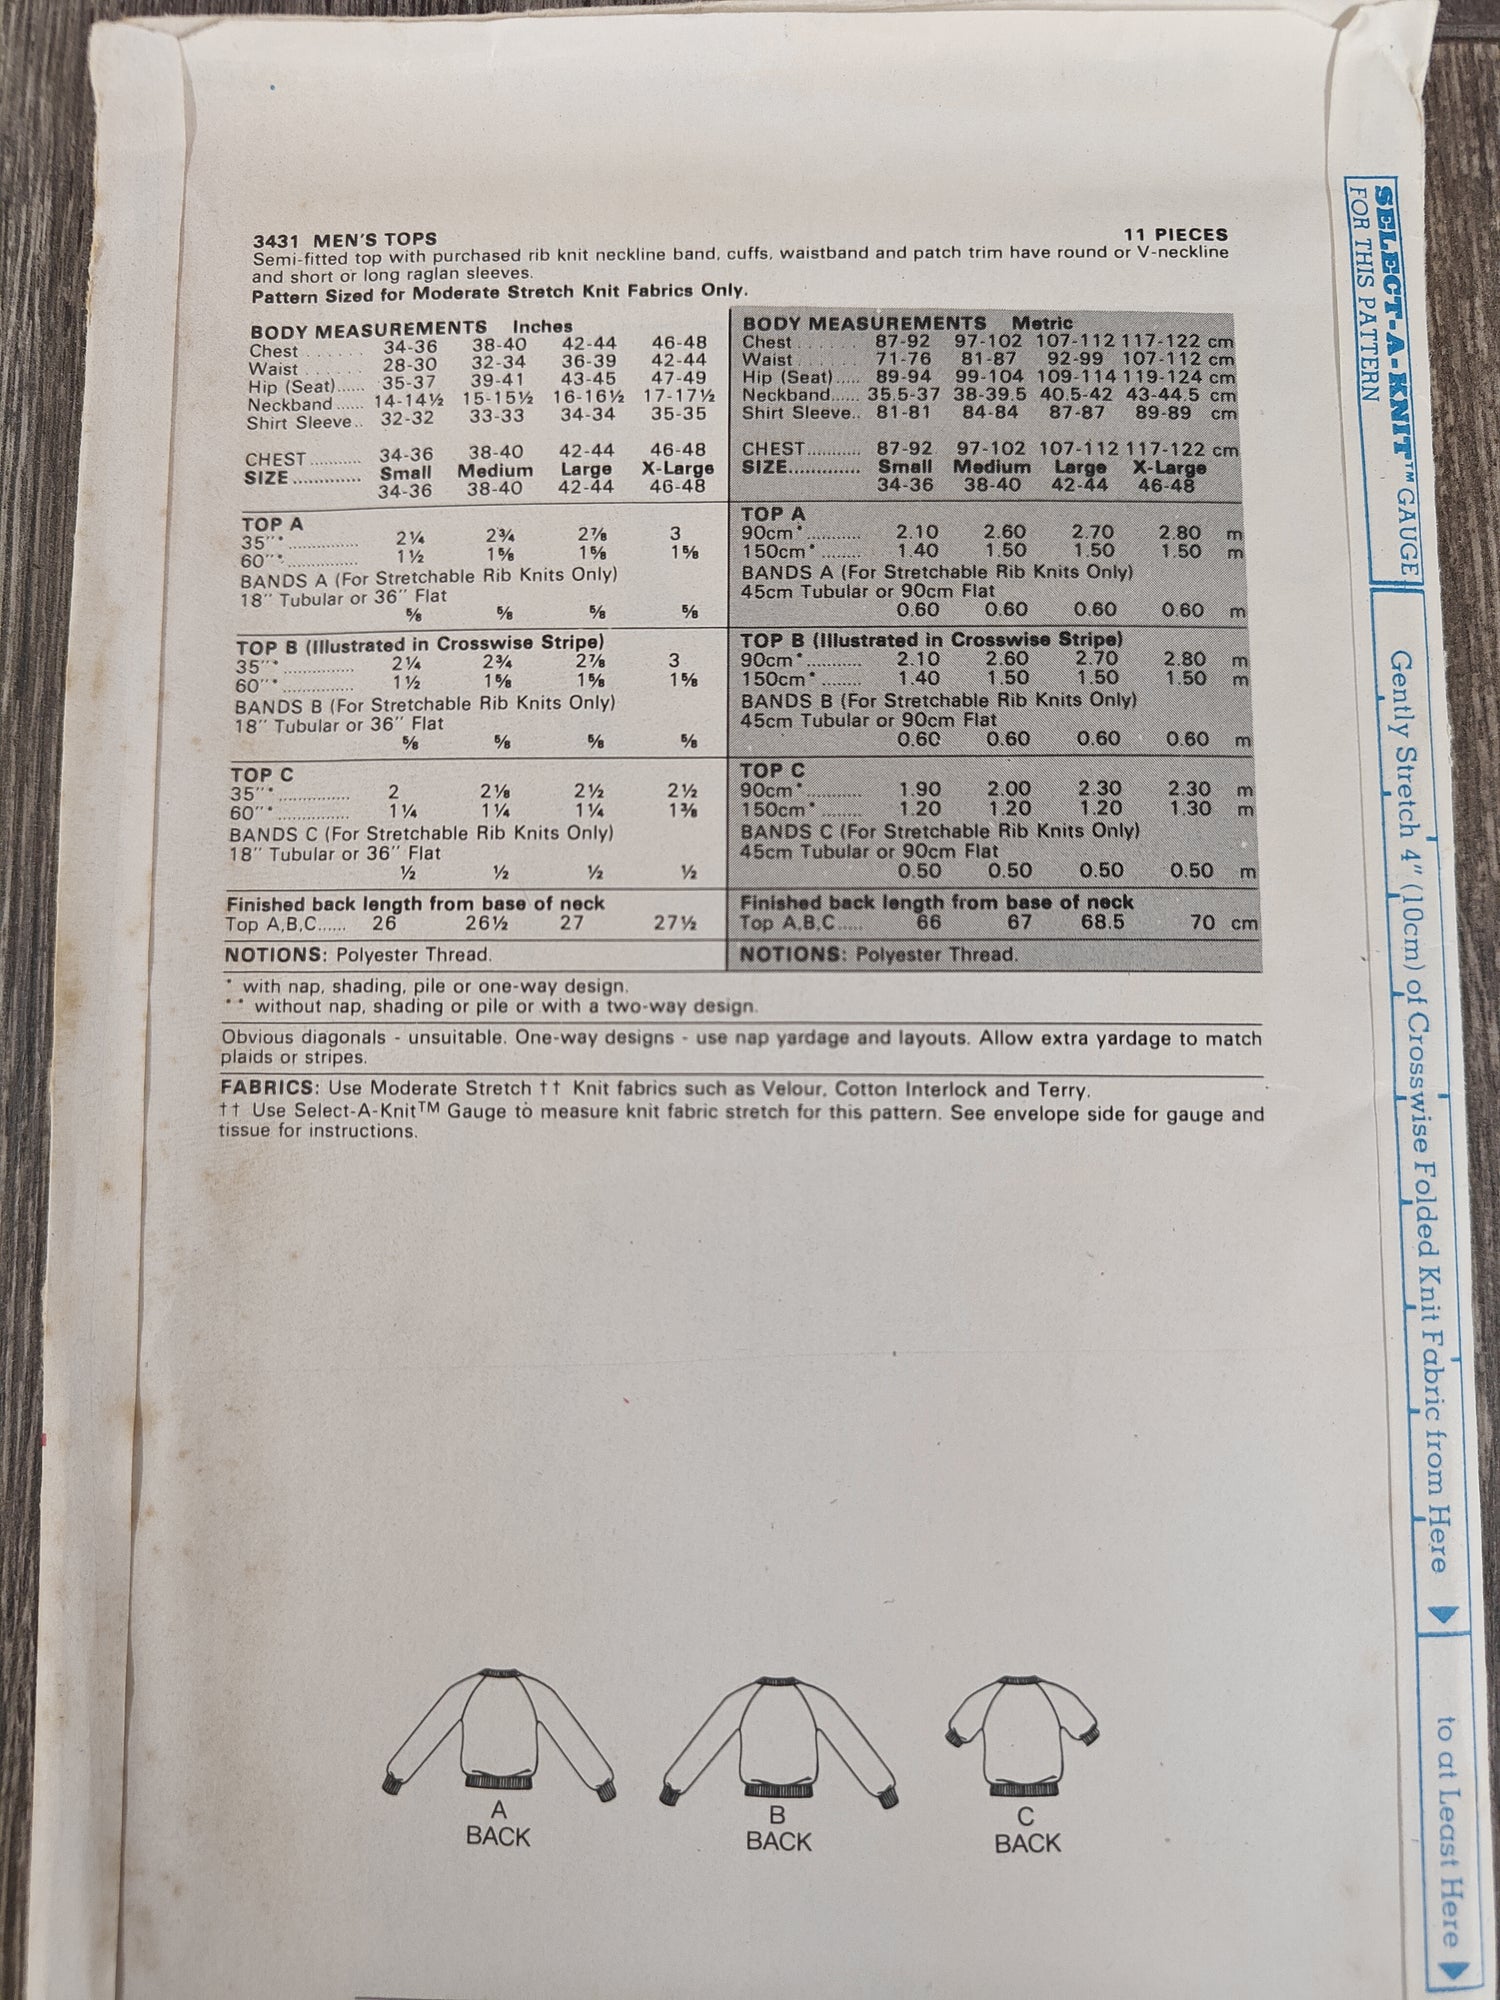 3431 MEN'S TOPS 11 PIECES
Semi-fitted top with purchased rib knit neckline band, cuffs, waistband and patch trim have round or V-neckline
and short or long raglan sleeves.
Pattern Sized for Moderate Stretch Knit Fabrics Only.
BODY MEASUREMENTS Inches
Chest ....... 34-36 38-40 42-44 46-48
Waist ....... 28-30 32-34 36-39 42-44
Hip (Seat)..... 35-37 39-41 43-45 47-49
Neckband ..... 14-14½ 15-15½ 16-16½ 17-17½
Shirt Sleeve.. 32-32 33-33 34-34 35-35
CHEST........... 34-36 38-40 42-44 46-48
SIZE............. Small Medium Large X-Large
34-36 38-40 42-44 46-48
TOP A
35"* ............... 2¼ 2¾ 2⅞ 3
60"* ............... 1½ 1⅝ 1⅝ 1⅝
BANDS A (For Stretchable Rib Knits Only)
18" Tubular or 36" Flat
⅝ ⅝ ⅝ ⅝
TOP B (Illustrated in Crosswise Stripe)
35"* ............... 2¼ 2¾ 2⅞ 3
60"* ............... 1½ 1⅝ 1⅝ 1⅝
BANDS B (For Stretchable Rib Knits Only)
18" Tubular or 36" Flat
⅝ ⅝ ⅝ ⅝
TOP C
35"* ............... 2 2⅛ 2½ 2½
60"* ............... 1¼ 1¼ 1¼ 1⅜
BANDS C (For Stretchable Rib Knits Only)
18" Tubular or 36" Flat
½ ½ ½ ½
Finished back length from base of neck
Top A,B,C...... 26 26½ 27 27½
NOTIONS: Polyester Thread.
BODY MEASUREMENTS Metric
Chest ....... 87-92 97-102 107-112 117-122 cm
Waist ....... 71-76 81-87 92-99 107-112 cm
Hip (Seat)..... 89-94 99-104 109-114 119-124 cm
Neckband...... 35.5-37 38-39.5 40.5-42 43-44.5 cm
Shirt Sleeve.. 81-81 84-84 87-87 89-89 cm
CHEST........... 87-92 97-102 107-112 117-122 cm
SIZE............. Small Medium Large X-Large
34-36 38-40 42-44 46-48
TOP A
90cm* ........... 2.10 2.60 2.70 2.80 m
150cm* ........ 1.40 1.50 1.50 1.50 m
BANDS A (For Stretchable Rib Knits Only)
45cm Tubular or 90cm Flat
0.60 0.60 0.60 0.60 m
TOP B (Illustrated in Crosswise Stripe)
90cm* ........... 2.10 2.60 2.70 2.80 m
150cm* ........ 1.40 1.50 1.50 1.50 m
BANDS B (For Stretchable Rib Knits Only)
45cm Tubular or 90cm Flat
0.60 0.60 0.60 0.60 m
TOP C
90cm* ........... 1.90 2.00 2.30 2.30 m
150cm* ........ 1.20 1.20 1.20 1.30 m
BANDS C (For Stretchable Rib Knits Only)
45cm Tubular or 90cm Flat
0.50 0.50 0.50 0.50 m
Finished back length from base of neck
Top A,B,C..... 66 67 68.5 70 cm
NOTIONS: Polyester Thread.
* with nap, shading, pile or one-way design.
** without nap, shading or pile or with a two-way design.
Obvious diagonals - unsuitable. One-way designs - use nap yardage and layouts. Allow extra yardage to match
plaids or stripes.
FABRICS: Use Moderate Stretch †† Knit fabrics such as Velour, Cotton Interlock and Terry.
†† Use Select-A-Knit™ Gauge to measure knit fabric stretch for this pattern. See envelope side for gauge and
tissue for instructions.
A
BACK
B
BACK
C
BACK
SELECT-A-KNIT™ GAUGE
FOR THIS PATTERN
Gently Stretch 4" (10cm) of Crosswise Folded Knit Fabric from Here
to at Least Here